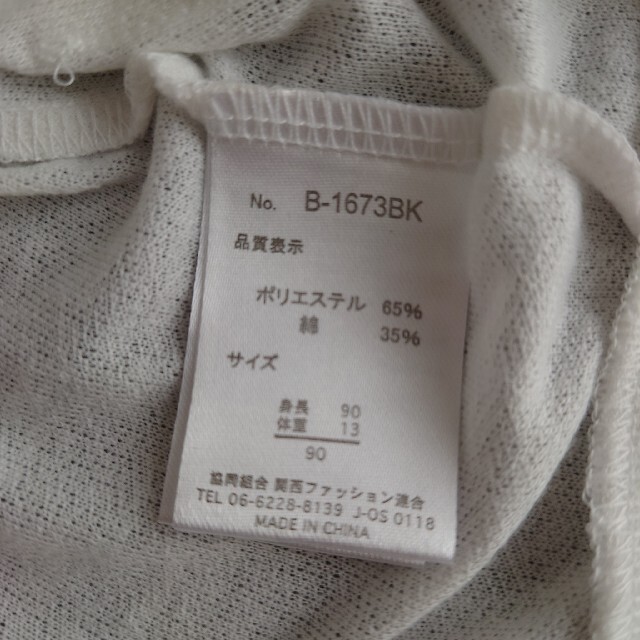 No. B-1673BK
品質表示
ポリエステル 65%
綿 35%
サイズ
身長 90
体重 13
90
協同組合 関西ファッション連合
TEL 06-6228-8139 J-OS 0118
MADE IN CHINA